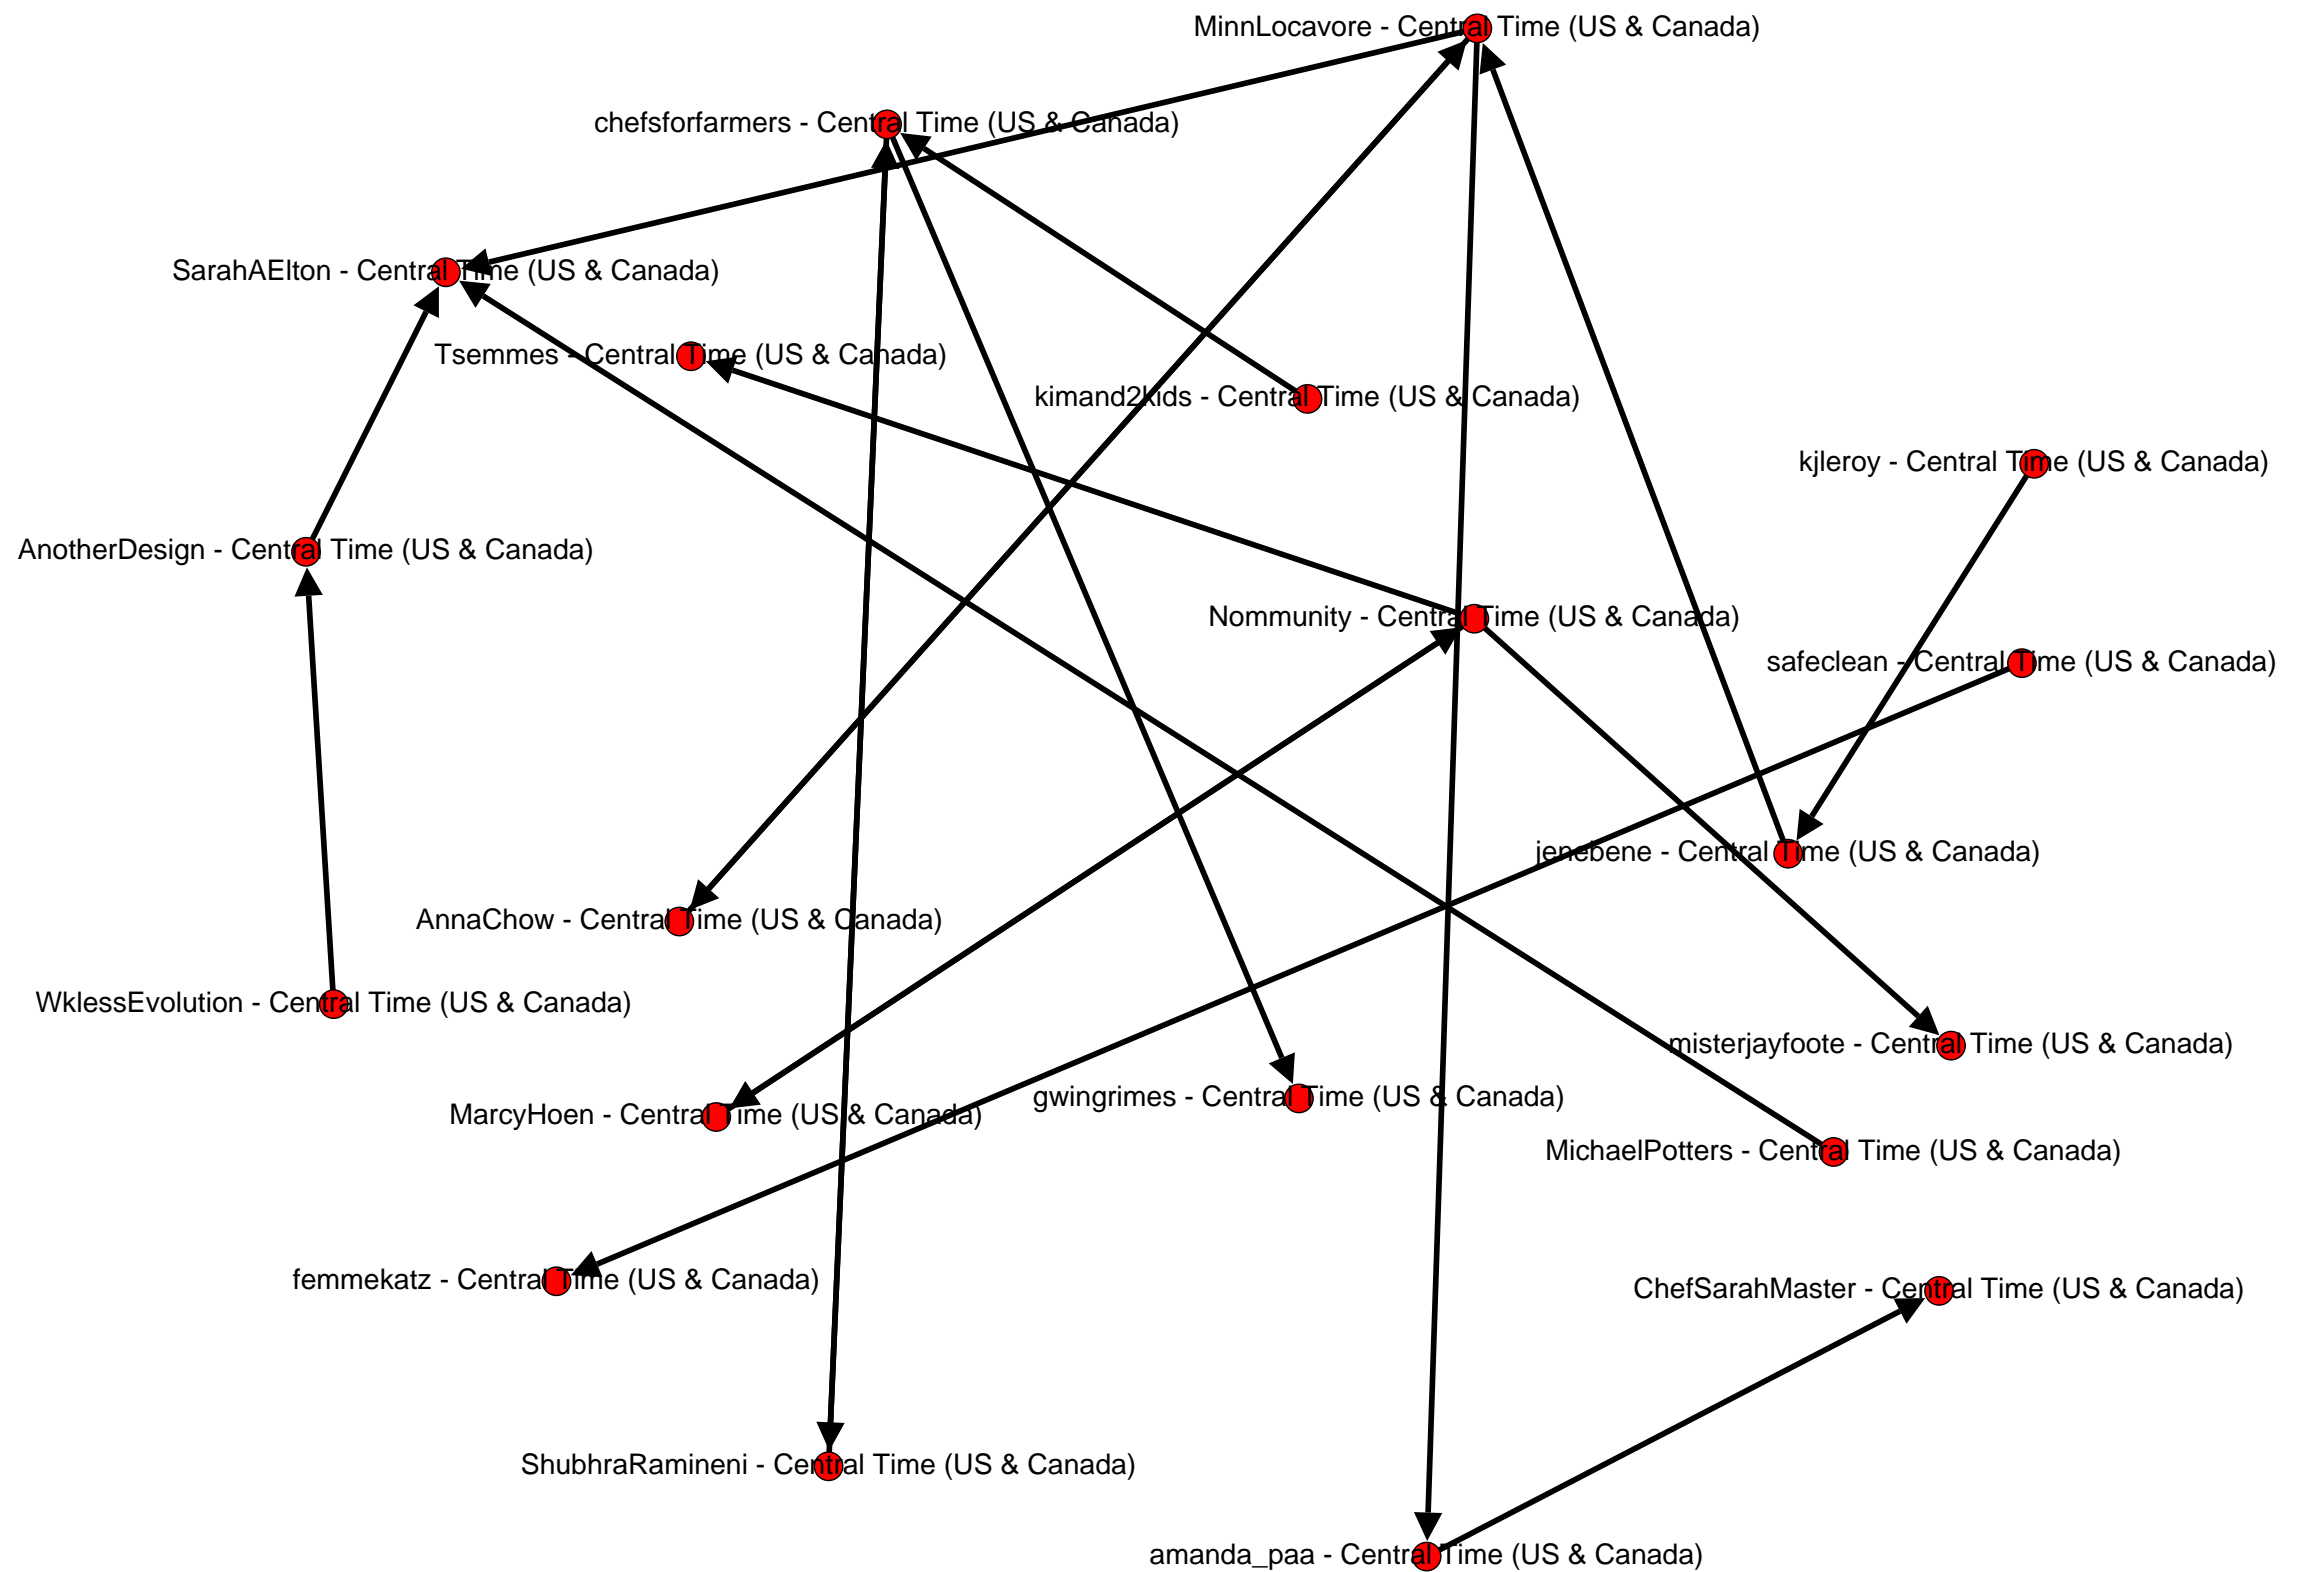 MinnLocavore - Central Time (US & Canada)
chefsforfarmers - Central Time (US & Canada)
SarahAElton - Central Time (US & Canada)
Tsemmes - Central Time (US & Canada)
kimand2kids - Central Time (US & Canada)
kjleroy - Central Time (US & Canada)
AnotherDesign - Central Time (US & Canada)
Nommunity - Central Time (US & Canada)
safeclean - Central Time (US & Canada)
jenebene - Central Time (US & Canada)
AnnaChow - Central Time (US & Canada)
WklessEvolution - Central Time (US & Canada)
misterjayfoote - Central Time (US & Canada)
gwingrimes - Central Time (US & Canada)
MarcyHoen - Central Time (US & Canada)
MichaelPotters - Central Time (US & Canada)
femmekatz - Central Time (US & Canada)
ChefSarahMaster - Central Time (US & Canada)
ShubhraRamineni - Central Time (US & Canada)
amanda_paa - Central Time (US & Canada)